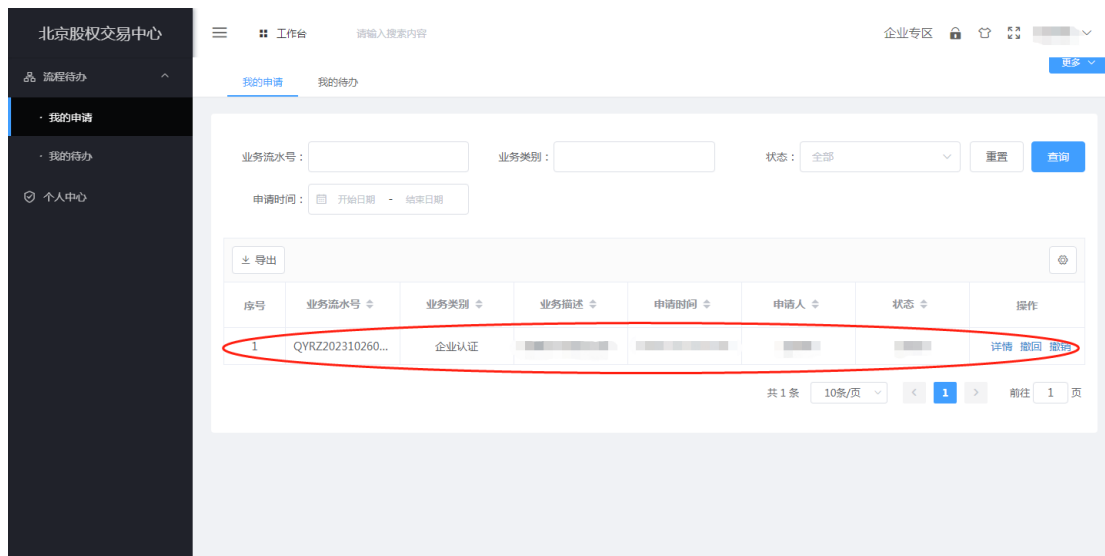 北京股权交易中心
工作台
请输入搜索内容
企业专区
流程待办
我的申请
我的待办
更多
· 我的申请
· 我的待办
个人中心
业务流水号：
业务类别：
状态：
全部
重置
查询
申请时间：
开始日期 - 结束日期
导出
序号 业务流水号 业务类别 业务描述 申请时间 申请人 状态 操作
1 QYRZ202310260... 企业认证 详情 撤回 撤销
共 1 条 10条/页 1 前往 1 页